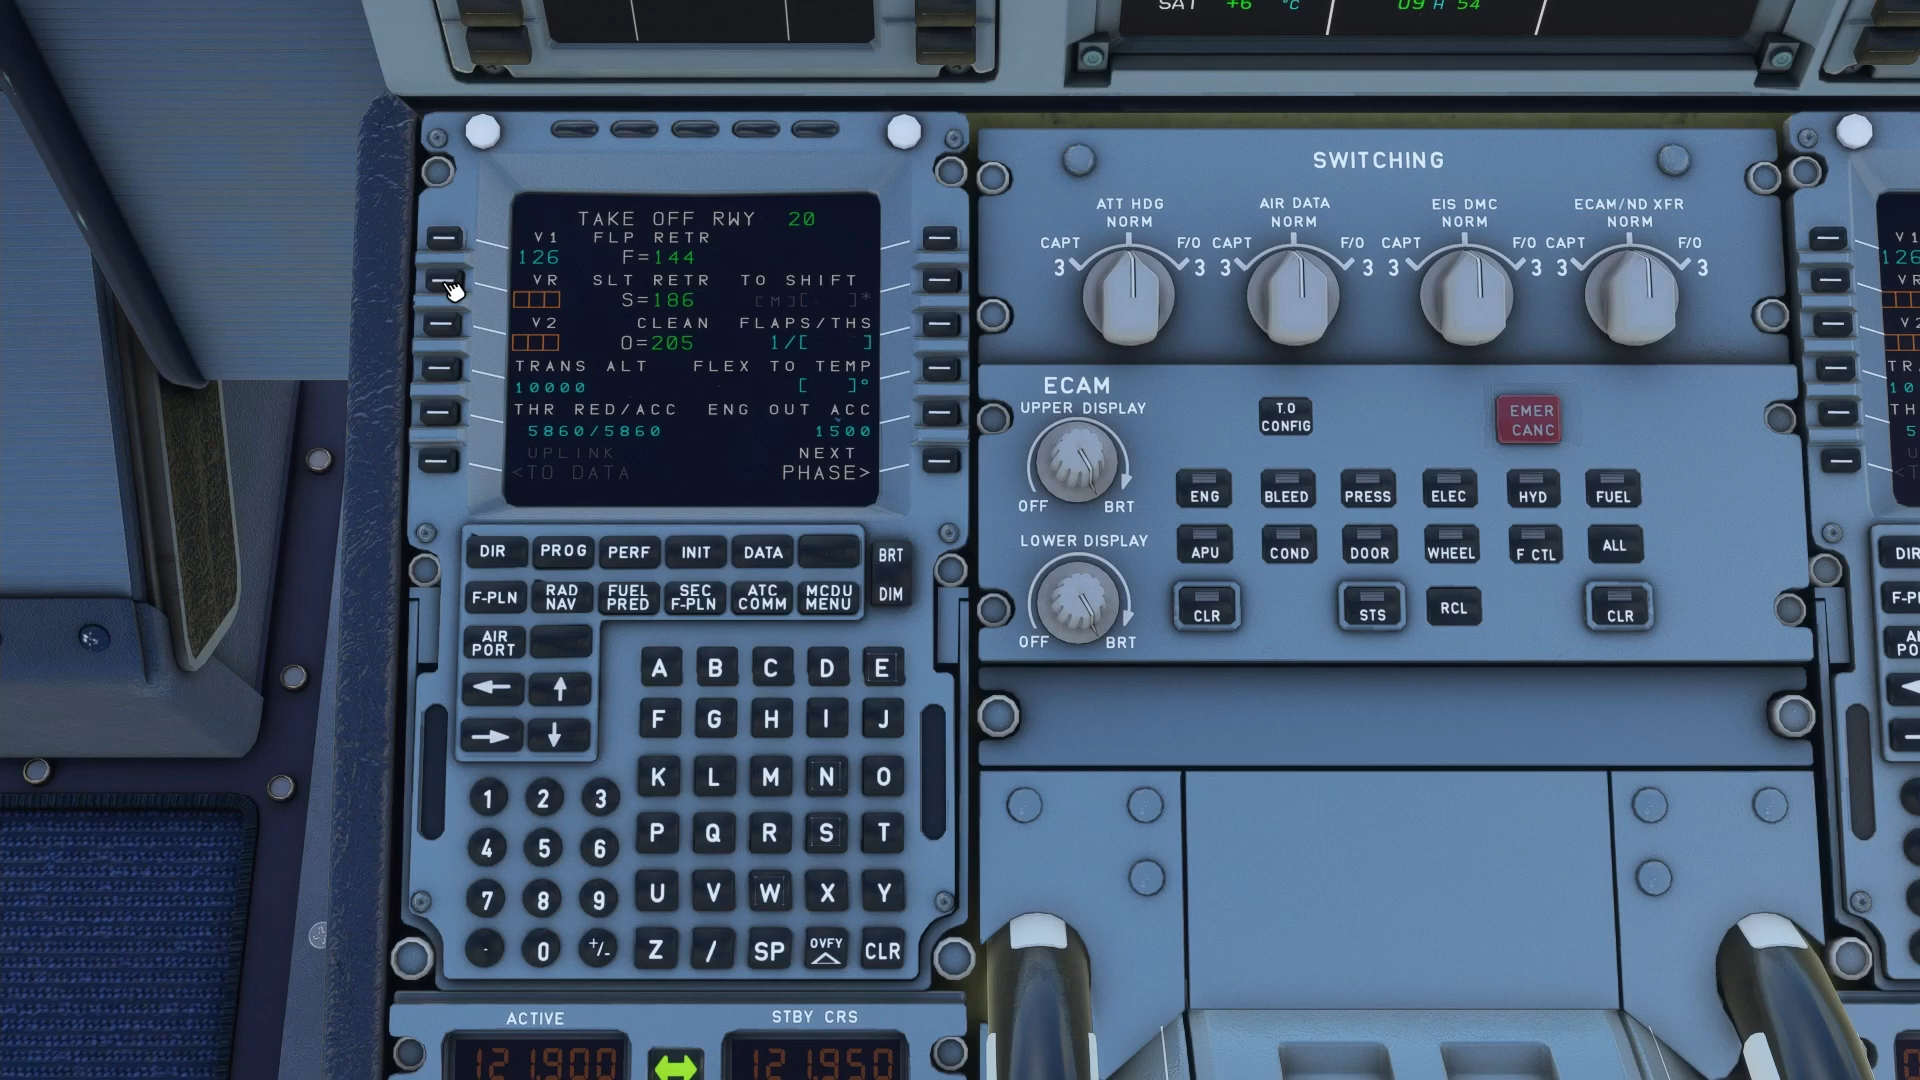 SAT +6 °C
09 H 54
TAKE OFF RWY 20
V1 FLP RETR
126 F=144
VR SLT RETR TO SHIFT
S=186 [M][ ]*
V2 CLEAN FLAPS/THS
O=205 1/[ ]
TRANS ALT FLEX TO TEMP
10000 [ ]°
THR RED/ACC ENG OUT ACC
5860/5860 1500
UPLINK NEXT
<TO DATA PHASE>
DIR PROG PERF INIT DATA
BRT
DIM
F-PLN
RAD
NAV
FUEL
PRED
SEC
F-PLN
ATC
COMM
MCDU
MENU
AIR
PORT
← ↑
→ ↓
A B C D E
F G H I J
K L M N O
P Q R S T
U V W X Y
Z / SP OVFY CLR
1 2 3
4 5 6
7 8 9
. 0 +/-
ACTIVE STBY CRS
121.900 121.950
SWITCHING
ATT HDG AIR DATA EIS DMC ECAM/ND XFR
NORM NORM NORM NORM
CAPT F/O CAPT F/O CAPT F/O CAPT F/O
3 3 3 3 3 3 3 3
ECAM
UPPER DISPLAY
OFF BRT
LOWER DISPLAY
OFF BRT
T.O
CONFIG
EMER
CANC
ENG BLEED PRESS ELEC HYD FUEL
APU COND DOOR WHEEL F CTL ALL
CLR STS RCL CLR
V1
126
DIR